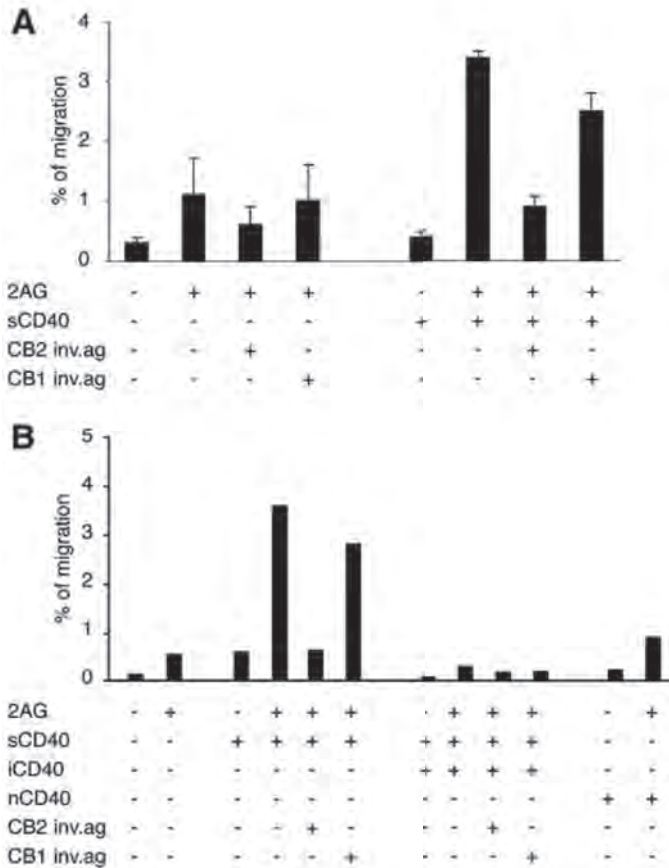 A
% of migration
4
3
2
1
0
2AG - + + + - + + +
sCD40 - - - - + + + +
CB2 inv.ag - - + - - - + -
CB1 inv.ag - - - + - - - +
B
% of migration
5
4
3
2
1
0
2AG - + - + + + - + + + - +
sCD40 - - + + + + + + + + - -
iCD40 - - - - - - + + + + - -
nCD40 - - - - - - - - - - + +
CB2 inv.ag - - - - + - - - + - - -
CB1 inv.ag - - - - - + - - - + - -